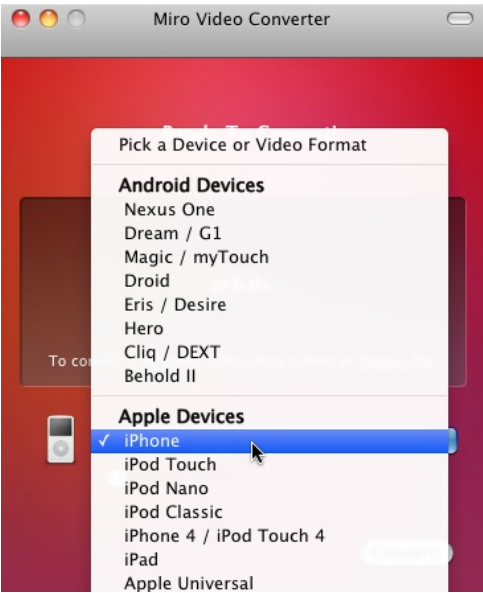 Miro Video Converter
Pick a Device or Video Format
Android Devices
Nexus One
Dream / G1
Magic / myTouch
Droid
Eris / Desire
Hero
Cliq / DEXT
Behold II
To
Apple Devices
✓ iPhone
iPod Touch
iPod Nano
iPod Classic
iPhone 4 / iPod Touch 4
iPad
Apple Universal
Convert!